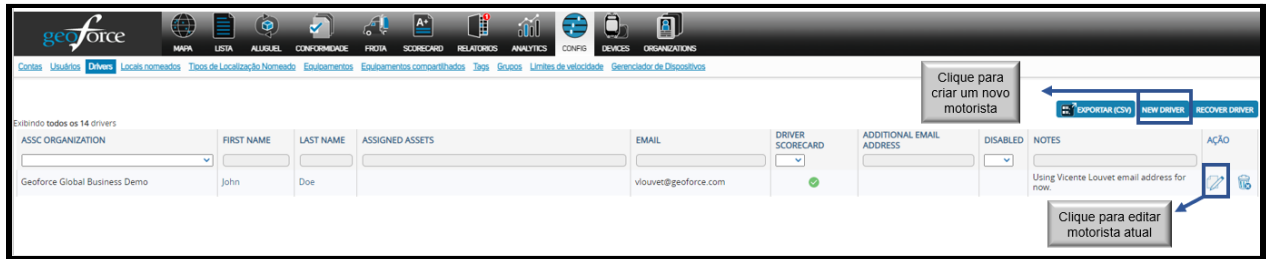 geoforce
MAPA LISTA ALUGUEL CONFORMIDADE FROTA SCORECARD RELATORIOS ANALYTICS CONFIG DEVICES ORGANIZATIONS
Contas Usuários Drivers Locais nomeados Tipos de Localização Nomeado Equipamentos Equipamentos compartilhados Tags Grupos Limites de velocidade Gerenciador de Dispositivos
Clique para
criar um novo
motorista
EXPORTAR (CSV) NEW DRIVER RECOVER DRIVER
Exibindo todos os 14 drivers
ASSC ORGANIZATION FIRST NAME LAST NAME ASSIGNED ASSETS EMAIL DRIVER SCORECARD ADDITIONAL EMAIL ADDRESS DISABLED NOTES AÇÃO
Geoforce Global Business Demo John Doe vlouvet@geoforce.com Using Vicente Louvet email address for
now.
Clique para editar
motorista atual